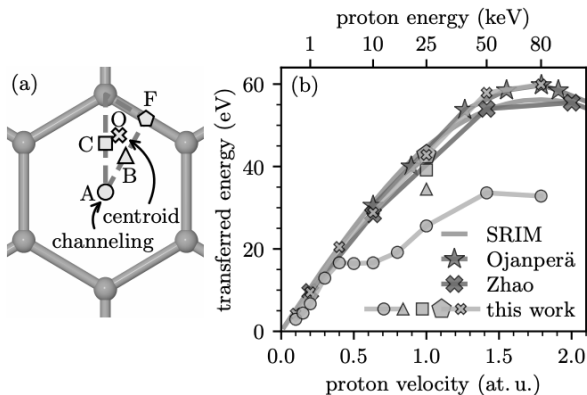 (a)
F
O
C
B
A
centroid
channeling
proton energy (keV)
1 10 25 50 80
(b)
60
40
20
0
transferred energy (eV)
SRIM
Ojanperä
Zhao
this work
0.0 0.5 1.0 1.5 2.0
proton velocity (at. u.)